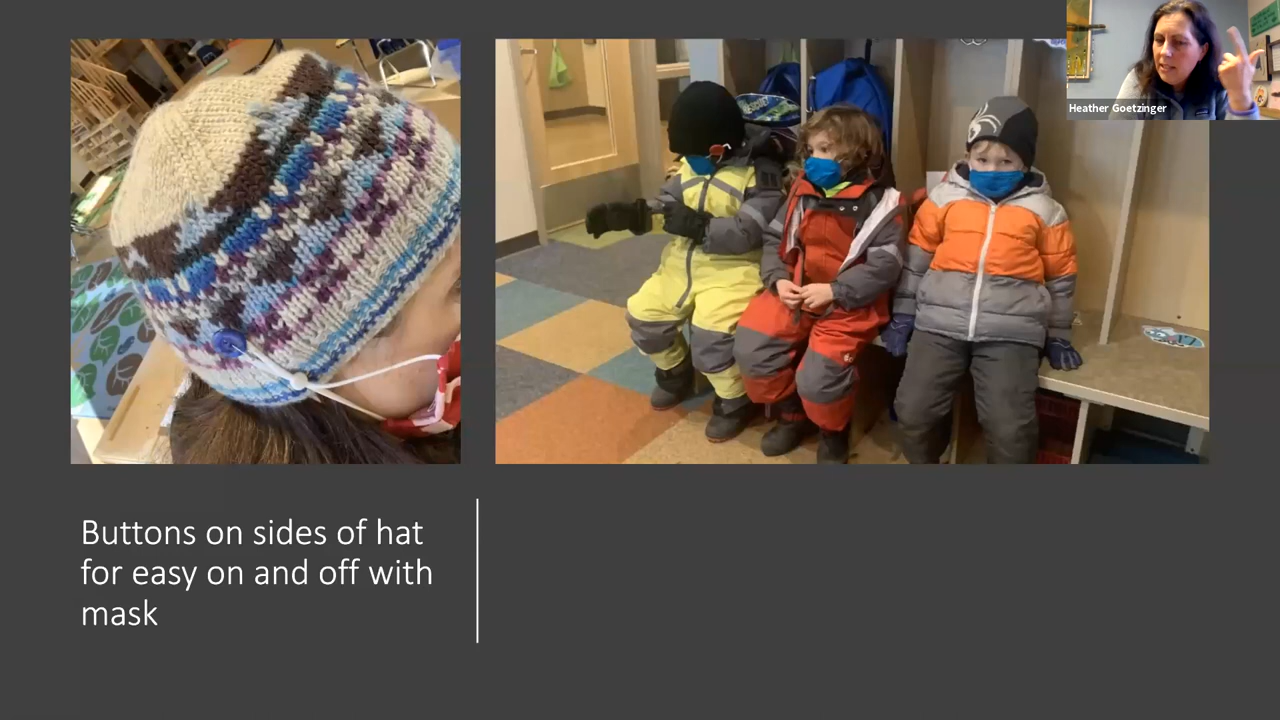 Heather Goetzinger
Buttons on sides of hat
for easy on and off with
mask